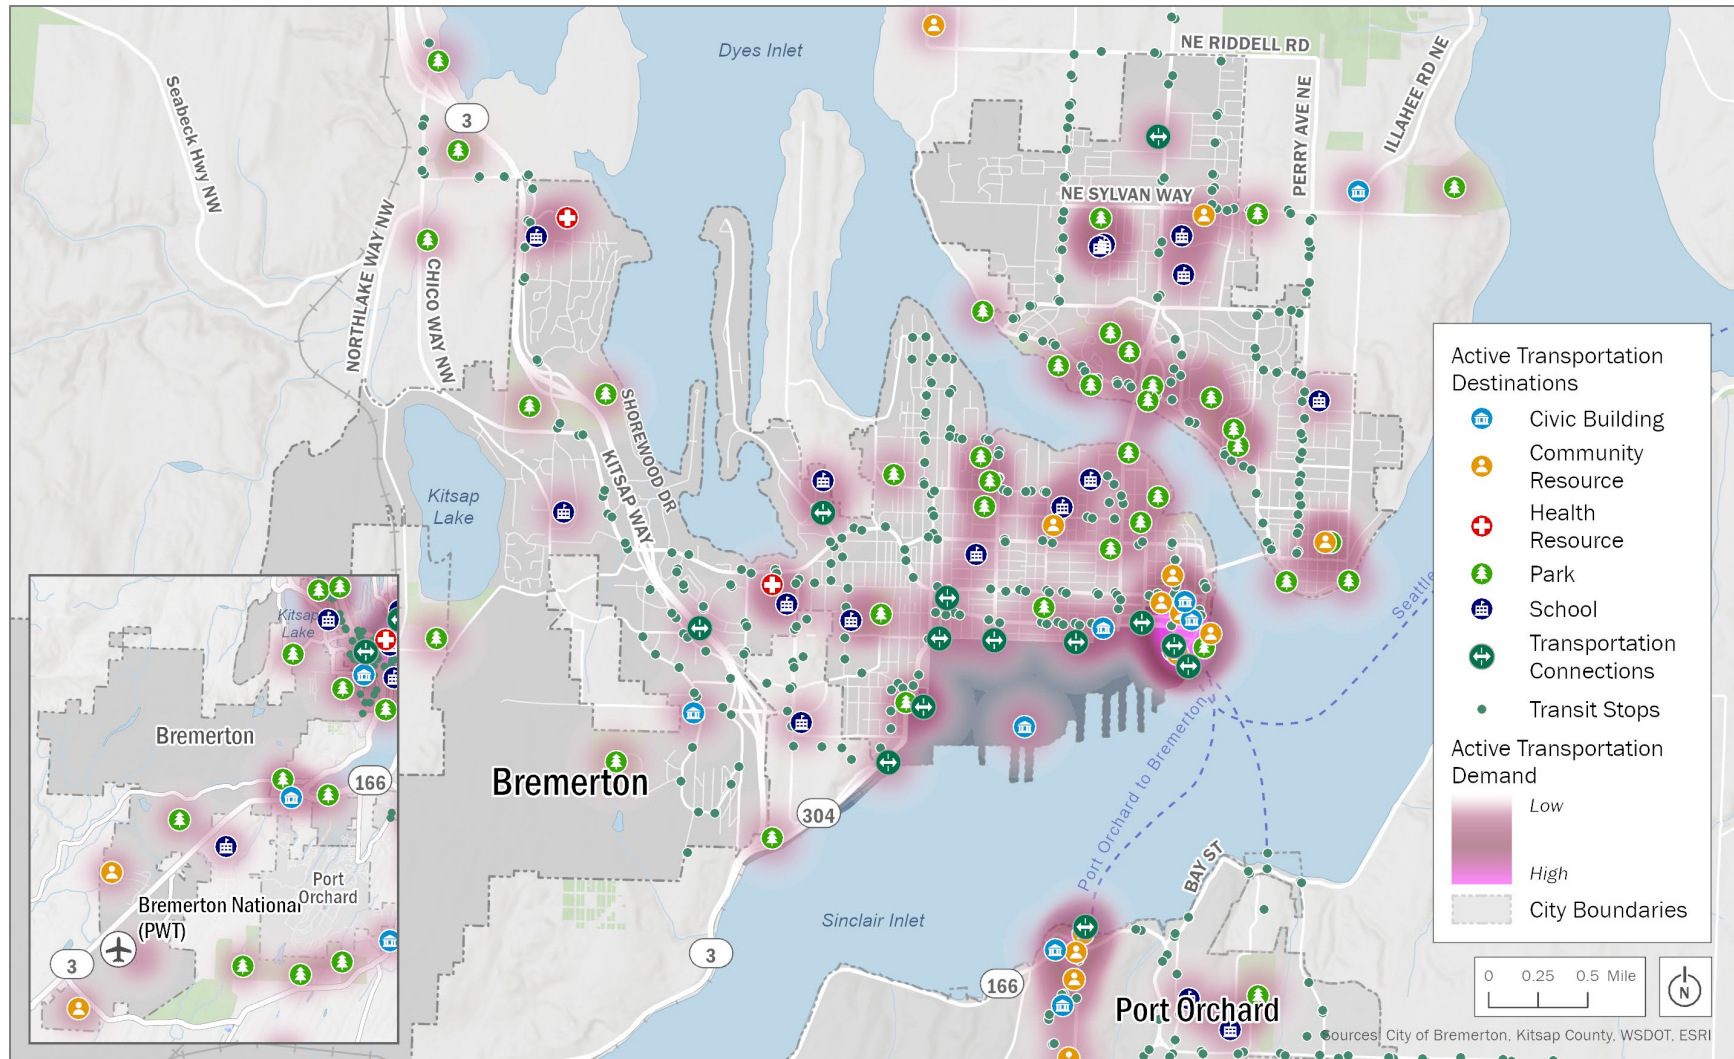 Dyes Inlet
NE RIDDELL RD
Seabeck Hwy NW
3
PERRY AVE NE
ILLAHEE RD NE
NE SYLVAN WAY
NORTHLAKE WAY NW
CHICO WAY NW
SHOREWOOD DR
KITSAP WAY
Kitsap
Lake
Bremerton
304
3
Sinclair Inlet
166
Port Orchard to Bremerton
Seattle
BAY ST
Port Orchard
Kitsap
Lake
Bremerton
166
Port
Orchard
Bremerton National
(PWT)
3
Active Transportation
Destinations
Civic Building
Community
Resource
Health
Resource
Park
School
Transportation
Connections
Transit Stops
Active Transportation
Demand
Low
High
City Boundaries
0 0.25 0.5 Mile
N
Sources: City of Bremerton, Kitsap County, WSDOT, ESRI